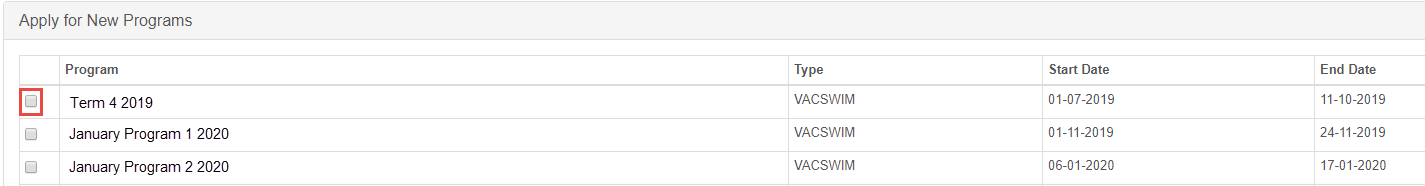 Apply for New Programs
Program Type Start Date End Date
Term 4 2019 VACSWIM 01-07-2019 11-10-2019
January Program 1 2020 VACSWIM 01-11-2019 24-11-2019
January Program 2 2020 VACSWIM 06-01-2020 17-01-2020